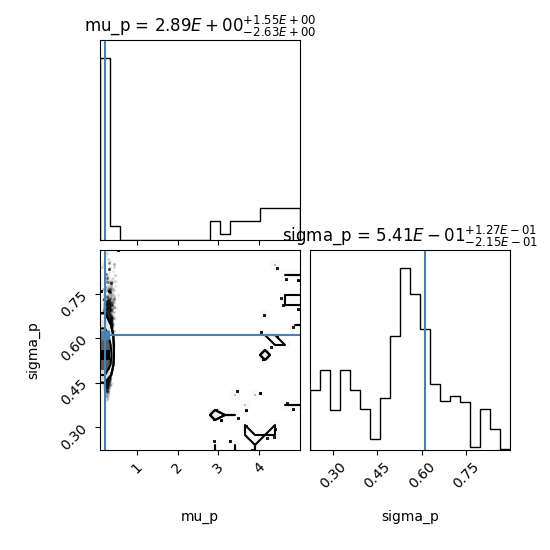 mu_p = 2.89E + 00 +1.55E+00 −2.63E+00
sigma_p = 5.41E − 01 +1.27E−01 −2.15E−01
sigma_p
0.75
0.60
0.45
0.30
1 2 3 4
0.30 0.45 0.60 0.75
mu_p
sigma_p